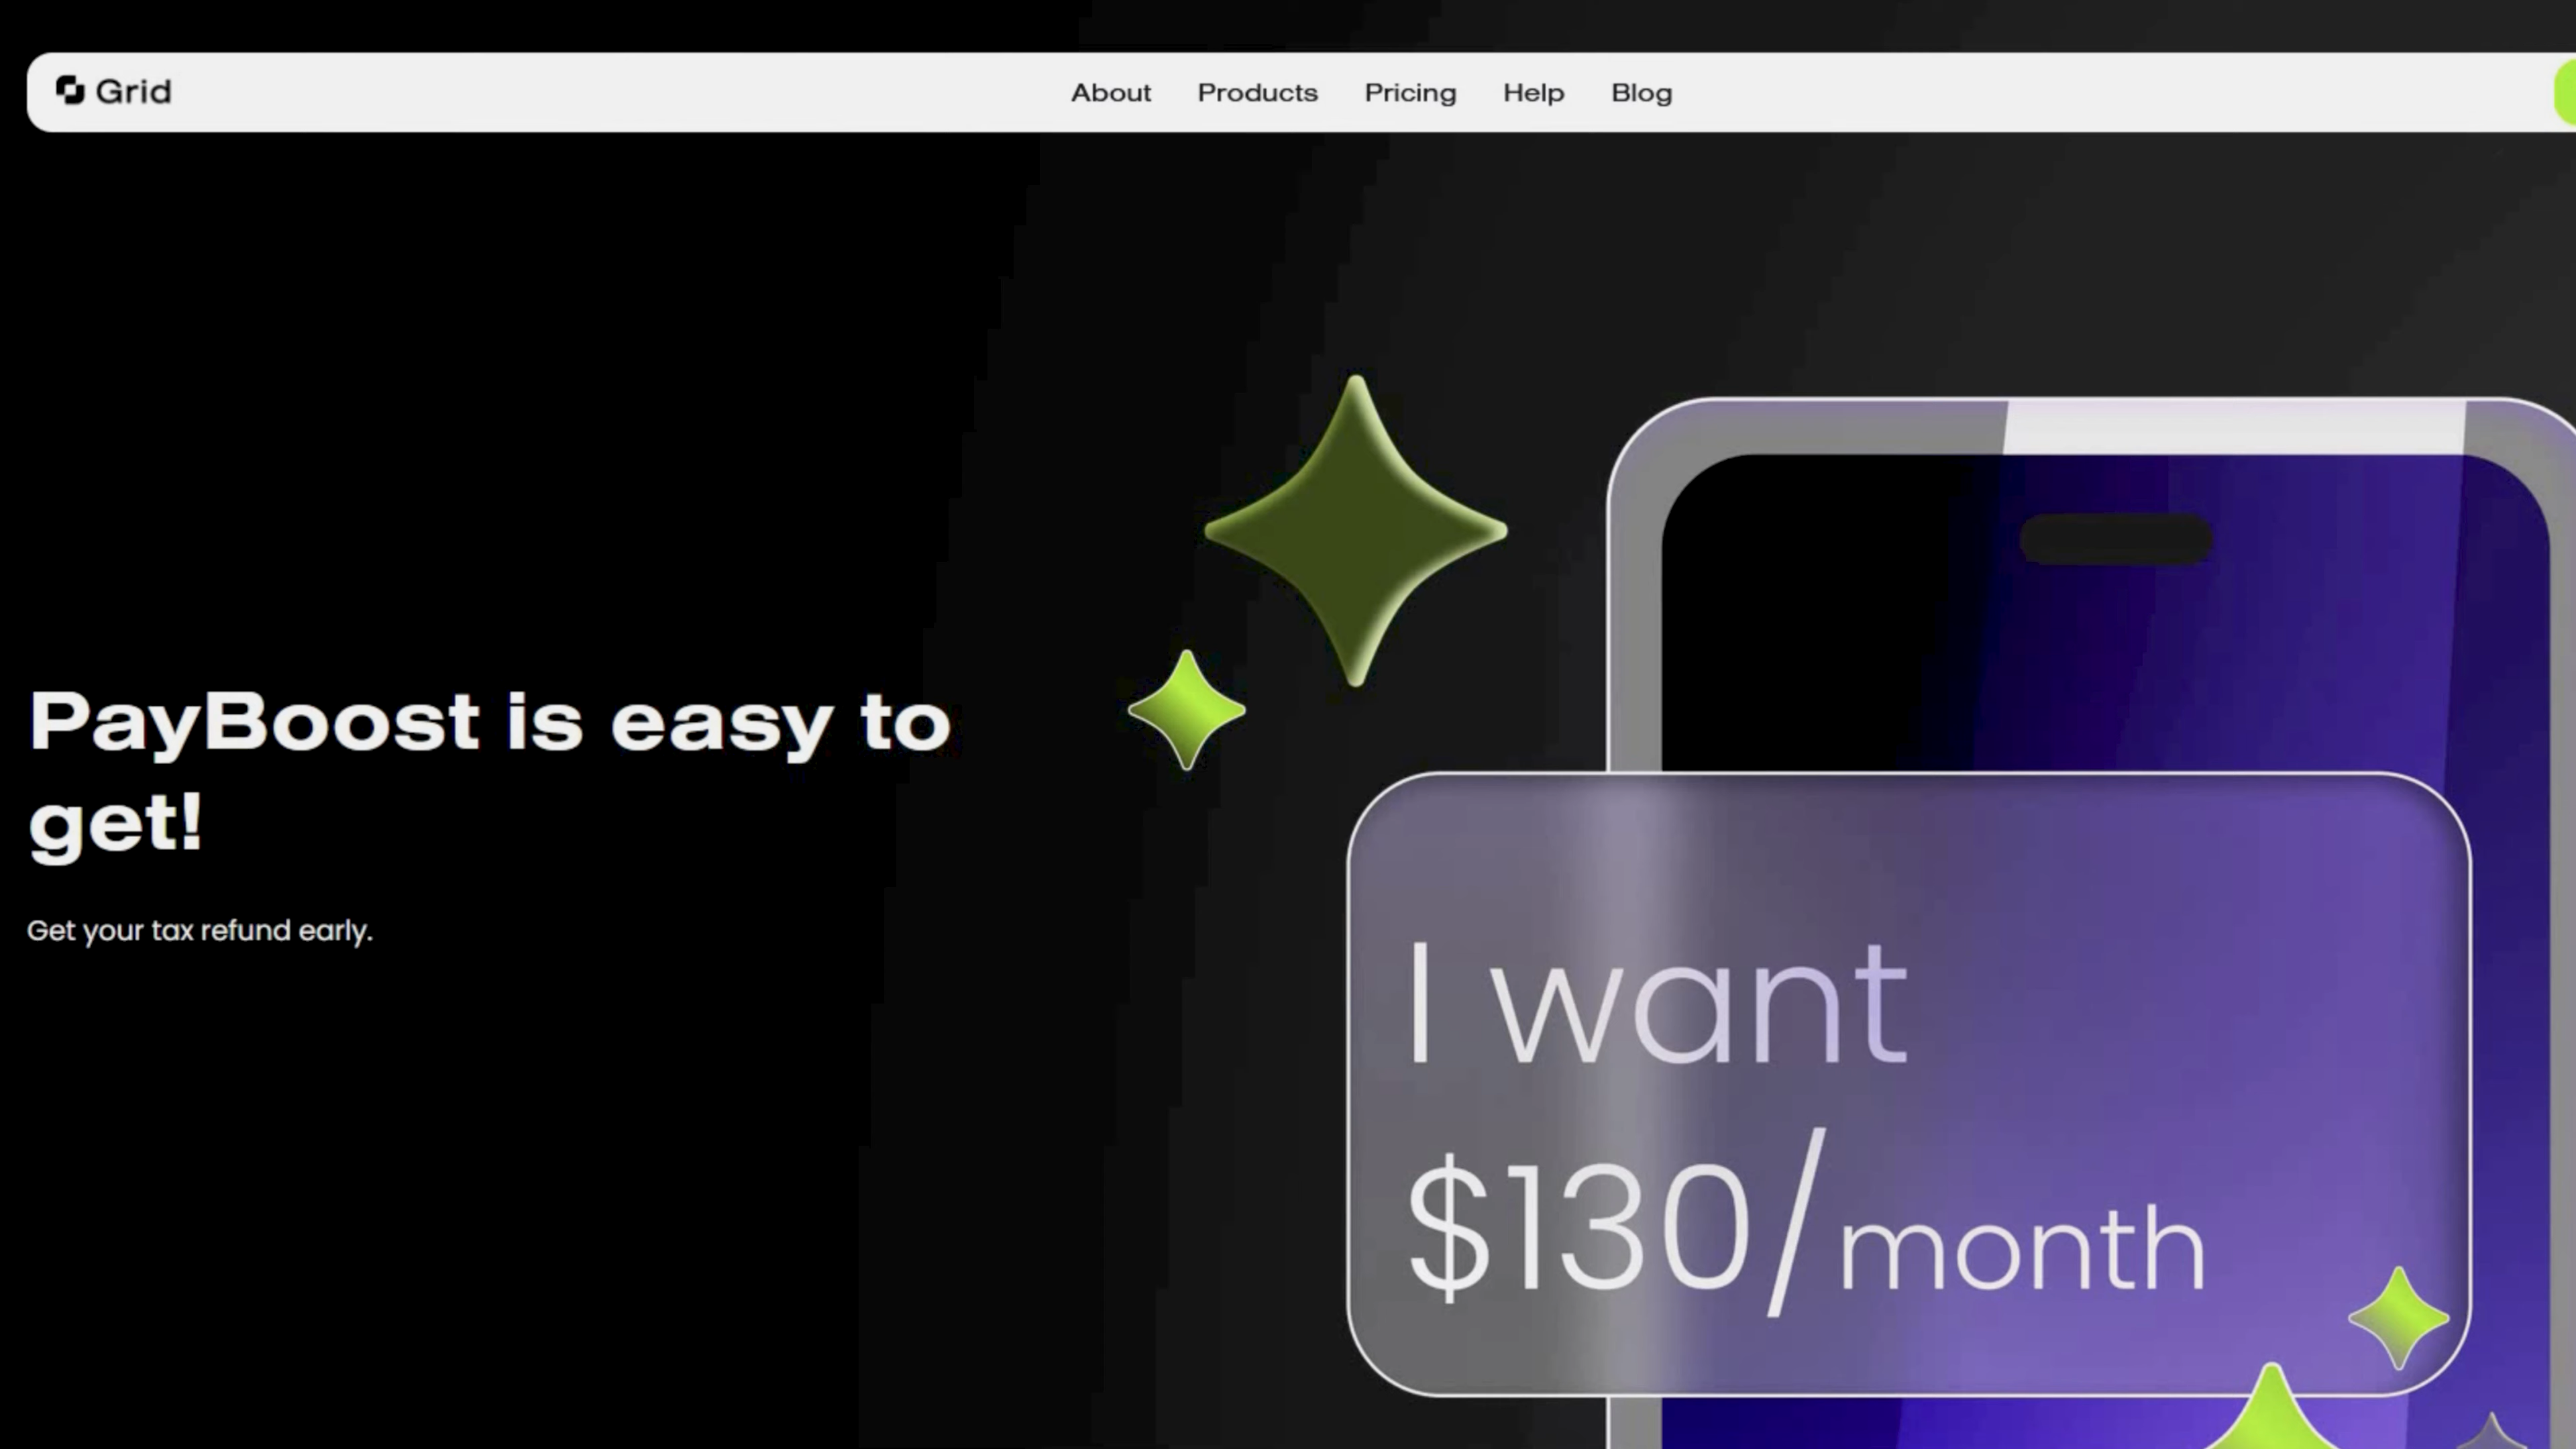 Grid
About Products Pricing Help Blog
PayBoost is easy to
get!
Get your tax refund early.
I want
$130/month